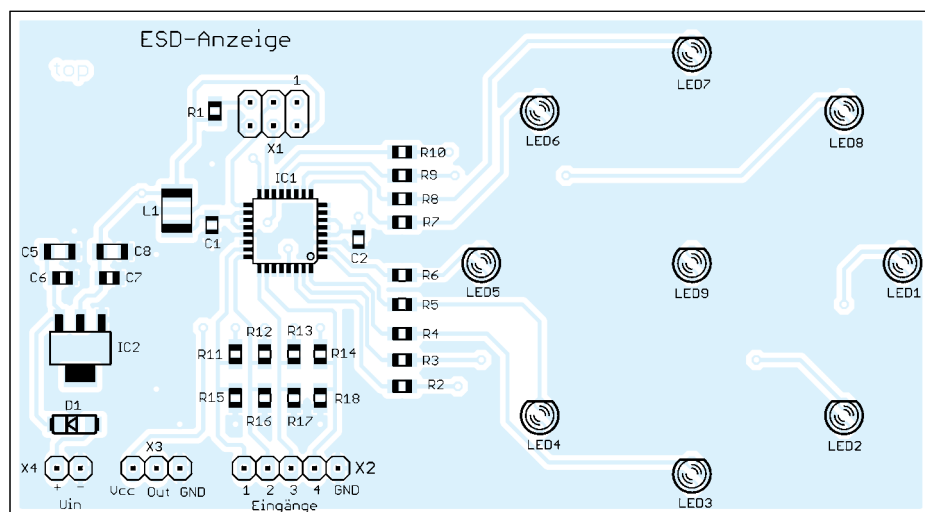 ESD-Anzeige
top
LED7
1
R1
X1
LED6
LED8
R10
R9
IC1
R8
R7
L1
C1
C2
C5
C8
C6
C7
R6
LED5
LED9
LED1
R5
R4
IC2
R12
R13
R11
R14
R3
R2
R15
R18
R16
R17
D1
LED4
LED2
X4
X3
X2
LED3
+
-
Vcc
Out
GND
1
2
3
4
GND
Uin
Eingänge